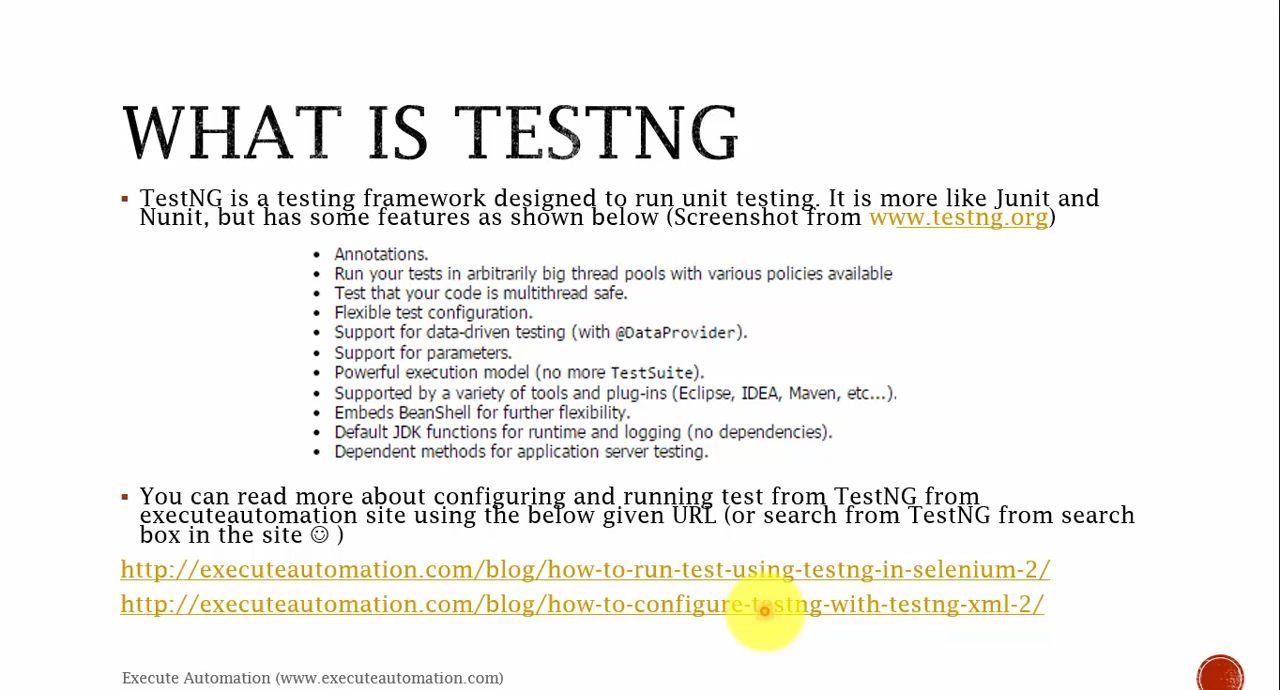 WHAT IS TESTNG
▪ TestNG is a testing framework designed to run unit testing. It is more like Junit and
Nunit, but has some features as shown below (Screenshot from www.testng.org)
• Annotations.
• Run your tests in arbitrarily big thread pools with various policies available
• Test that your code is multithread safe.
• Flexible test configuration.
• Support for data-driven testing (with @DataProvider).
• Support for parameters.
• Powerful execution model (no more TestSuite).
• Supported by a variety of tools and plug-ins (Eclipse, IDEA, Maven, etc...).
• Embeds BeanShell for further flexibility.
• Default JDK functions for runtime and logging (no dependencies).
• Dependent methods for application server testing.
▪ You can read more about configuring and running test from TestNG from
executeautomation site using the below given URL (or search from TestNG from search
box in the site ☺ )
http://executeautomation.com/blog/how-to-run-test-using-testng-in-selenium-2/
http://executeautomation.com/blog/how-to-configure-testng-with-testng-xml-2/
Execute Automation (www.executeautomation.com)